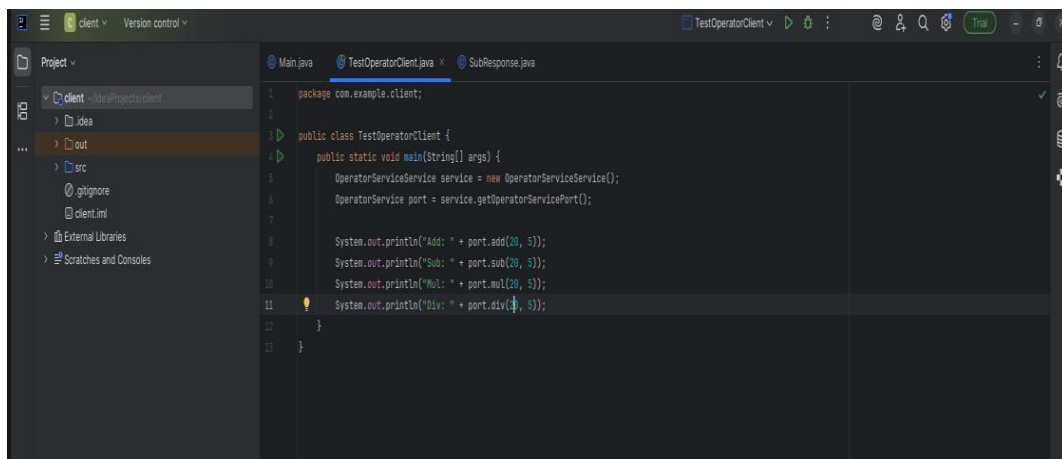 C client Version control TestOperatorClient Trial
Project Main.java TestOperatorClient.java SubResponse.java
client ~/IdeaProjects/client
.idea
out
src
.gitignore
client.iml
External Libraries
Scratches and Consoles
1 package com.example.client;
2
3 public class TestOperatorClient {
4 public static void main(String[] args) {
5 OperatorServiceService service = new OperatorServiceService();
6 OperatorService port = service.getOperatorServicePort();
7
8 System.out.println("Add: " + port.add(20, 5));
9 System.out.println("Sub: " + port.sub(20, 5));
10 System.out.println("Mul: " + port.mul(20, 5));
11 System.out.println("Div: " + port.div(20, 5));
12 }
13 }